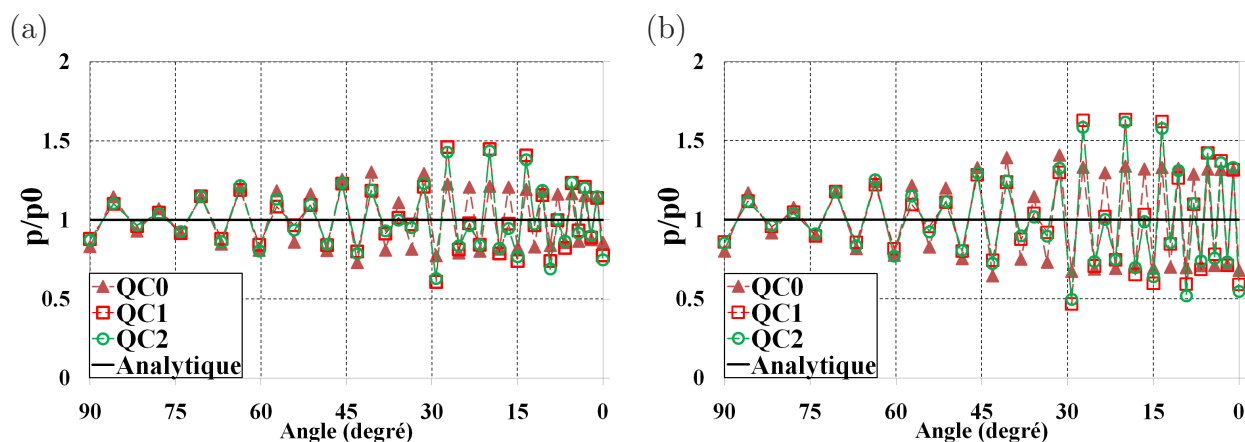 (a)
p/p0
2
1.5
1
0.5
0
QC0
QC1
QC2
Analytique
90 75 60 45 30 15 0
Angle (degré)
(b)
p/p0
2
1.5
1
0.5
0
QC0
QC1
QC2
Analytique
90 75 60 45 30 15 0
Angle (degré)